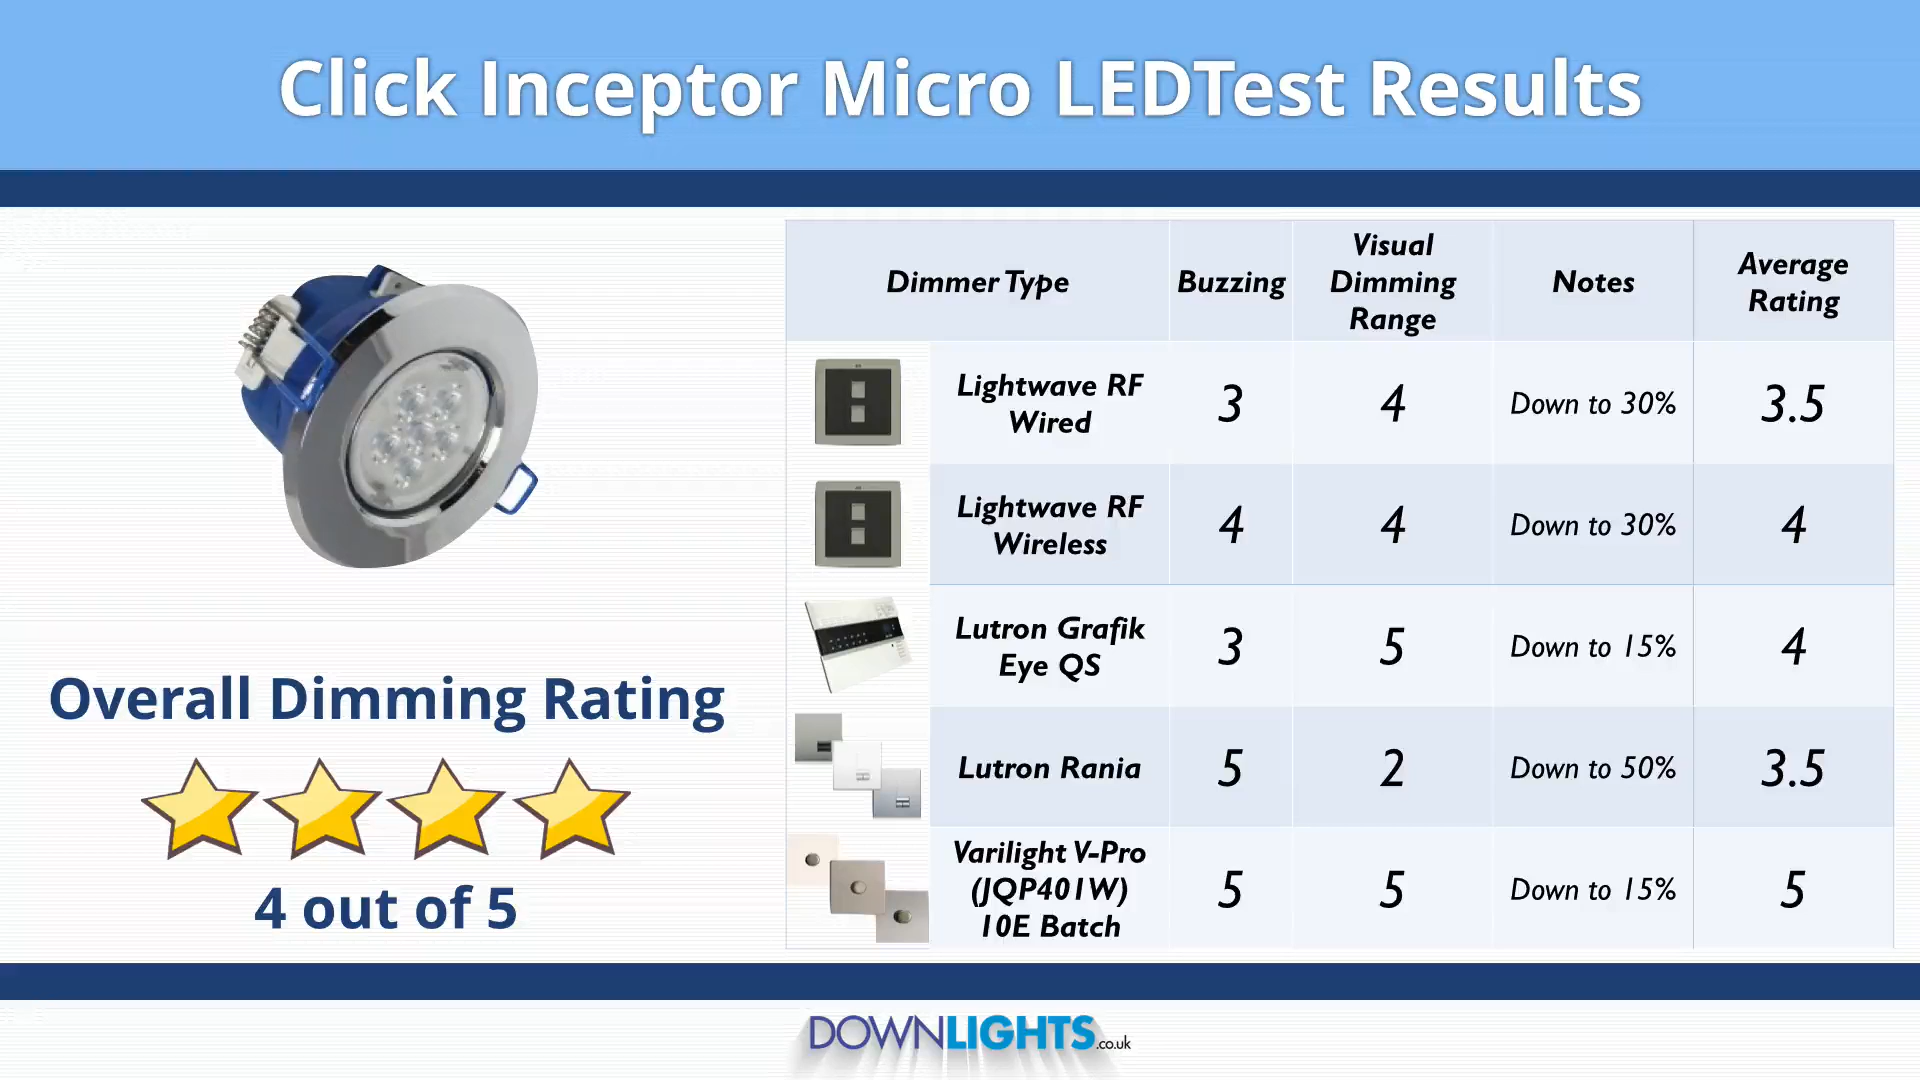 Click Inceptor Micro LEDTest Results
Dimmer Type
Buzzing
Visual
Dimming
Range
Notes
Average
Rating
Lightwave RF
Wired
3
4
Down to 30%
3.5
Lightwave RF
Wireless
4
4
Down to 30%
4
Lutron Grafik
Eye QS
3
5
Down to 15%
4
Lutron Rania
5
2
Down to 50%
3.5
Varilight V-Pro
(JQP401W)
10E Batch
5
5
Down to 15%
5
Overall Dimming Rating
4 out of 5
DOWNLIGHTS.co.uk